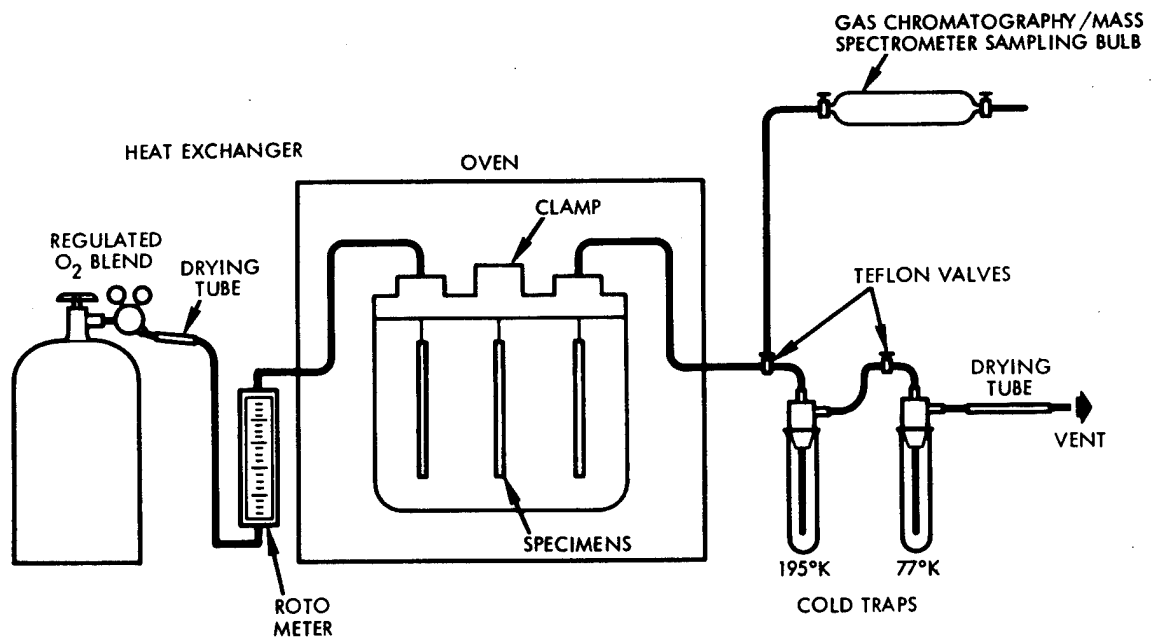 GAS CHROMATOGRAPHY/MASS
SPECTROMETER SAMPLING BULB
HEAT EXCHANGER
OVEN
CLAMP
REGULATED
O₂ BLEND
DRYING
TUBE
TEFLON VALVES
DRYING
TUBE
VENT
SPECIMENS
195°K
77°K
COLD TRAPS
ROTO
METER